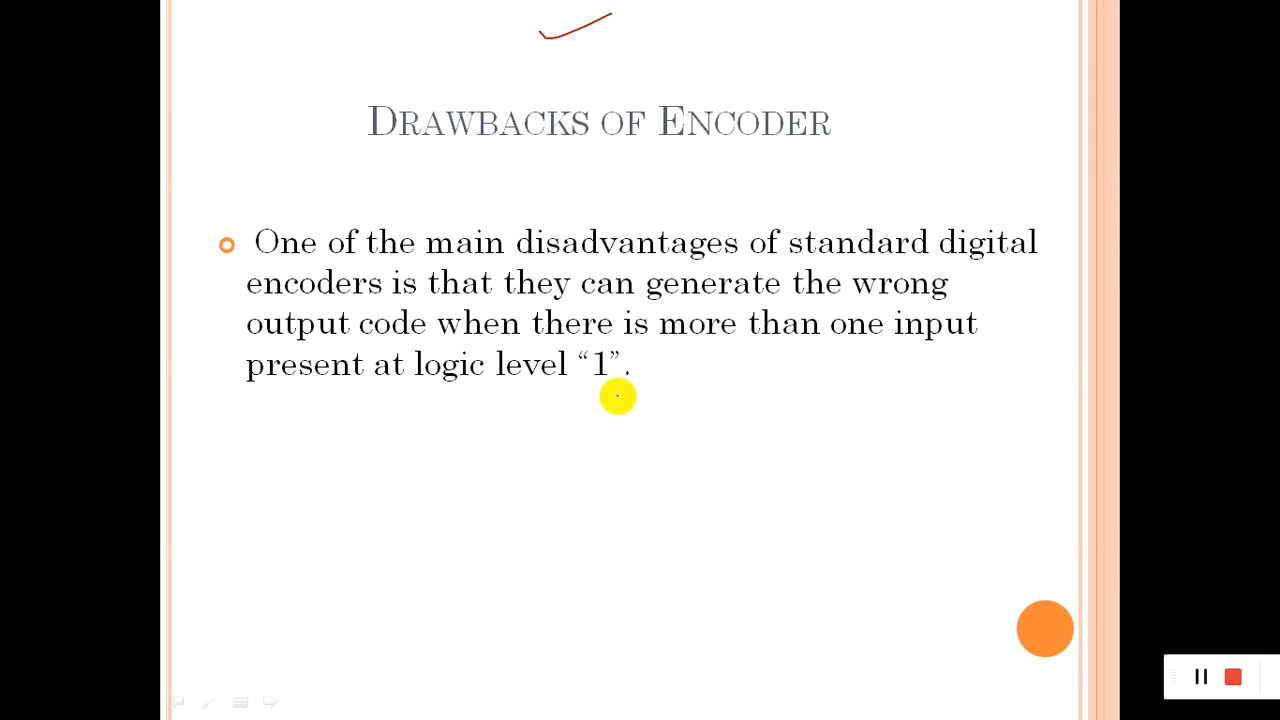 DRAWBACKS OF ENCODER
One of the main disadvantages of standard digital
encoders is that they can generate the wrong
output code when there is more than one input
present at logic level “1”.